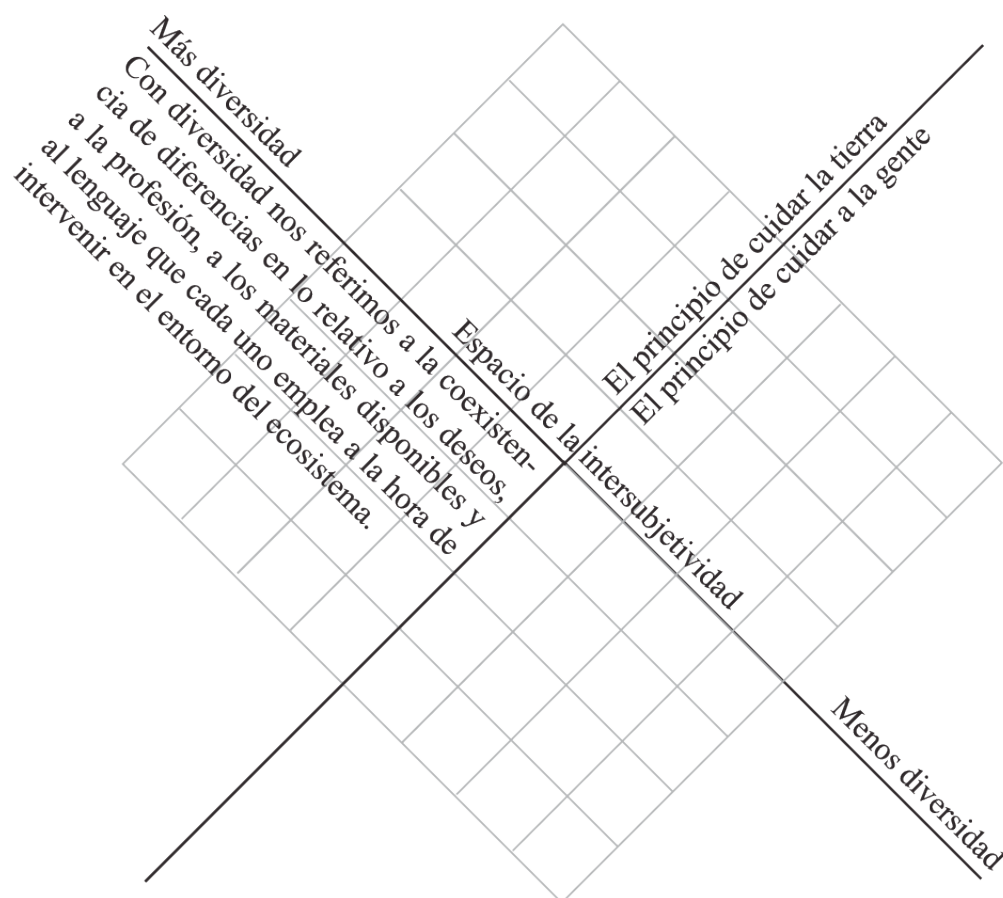 Más diversidad
Con diversidad nos referimos a la coexisten-
cia de diferencias en lo relativo a los deseos,
a la profesión, a los materiales disponibles y
al lenguaje que cada uno emplea a la hora de
intervenir en el entorno del ecosistema.
Espacio de la intersubjetividad
El principio de cuidar la tierra
El principio de cuidar a la gente
Menos diversidad